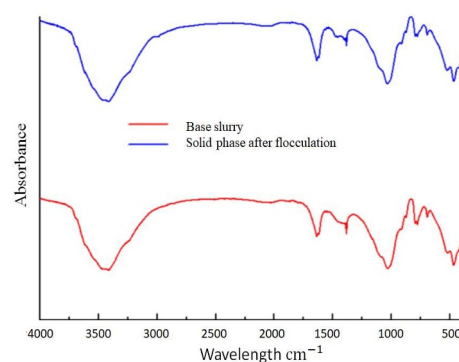 Absorbance
Base slurry
Solid phase after flocculation
4000 3500 3000 2500 2000 1500 1000 500
Wavelength cm⁻¹